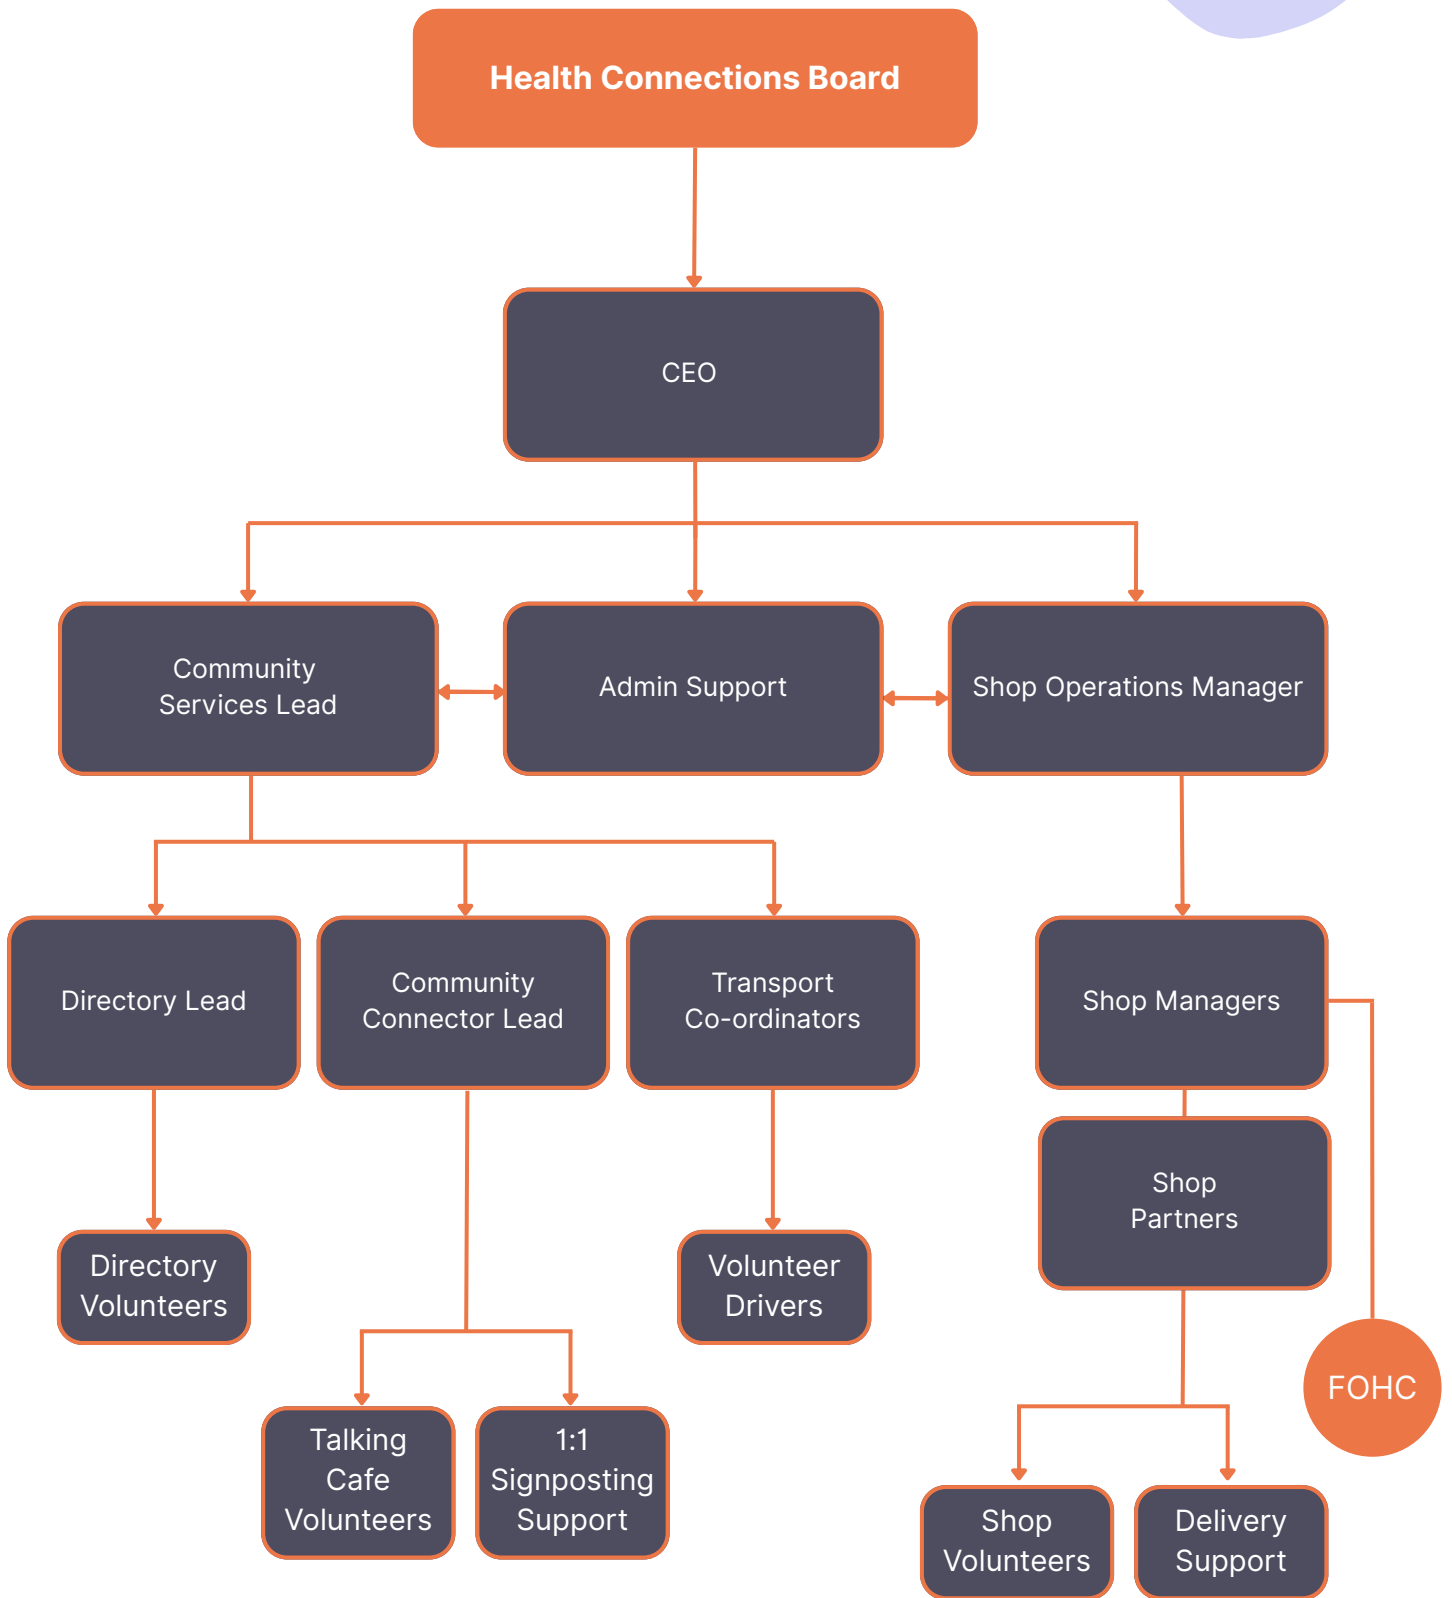 Health Connections Board
CEO
Community
Services Lead
Admin Support
Shop Operations Manager
Directory Lead
Community
Connector Lead
Transport
Co-ordinators
Shop Managers
Shop
Partners
Directory
Volunteers
Volunteer
Drivers
FOHC
Talking
Cafe
Volunteers
1:1
Signposting
Support
Shop
Volunteers
Delivery
Support